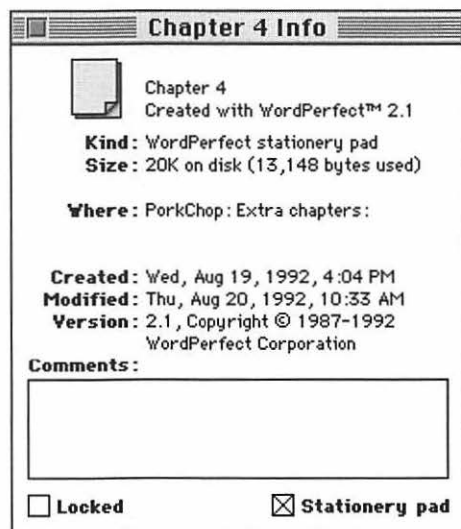 Chapter 4 Info
Chapter 4
Created with WordPerfect™ 2.1
Kind: WordPerfect stationery pad
Size: 20K on disk (13,148 bytes used)
Where: PorkChop: Extra chapters:
Created: Wed, Aug 19, 1992, 4:04 PM
Modified: Thu, Aug 20, 1992, 10:33 AM
Version: 2.1, Copyright © 1987-1992
WordPerfect Corporation
Comments:
Locked Stationery pad